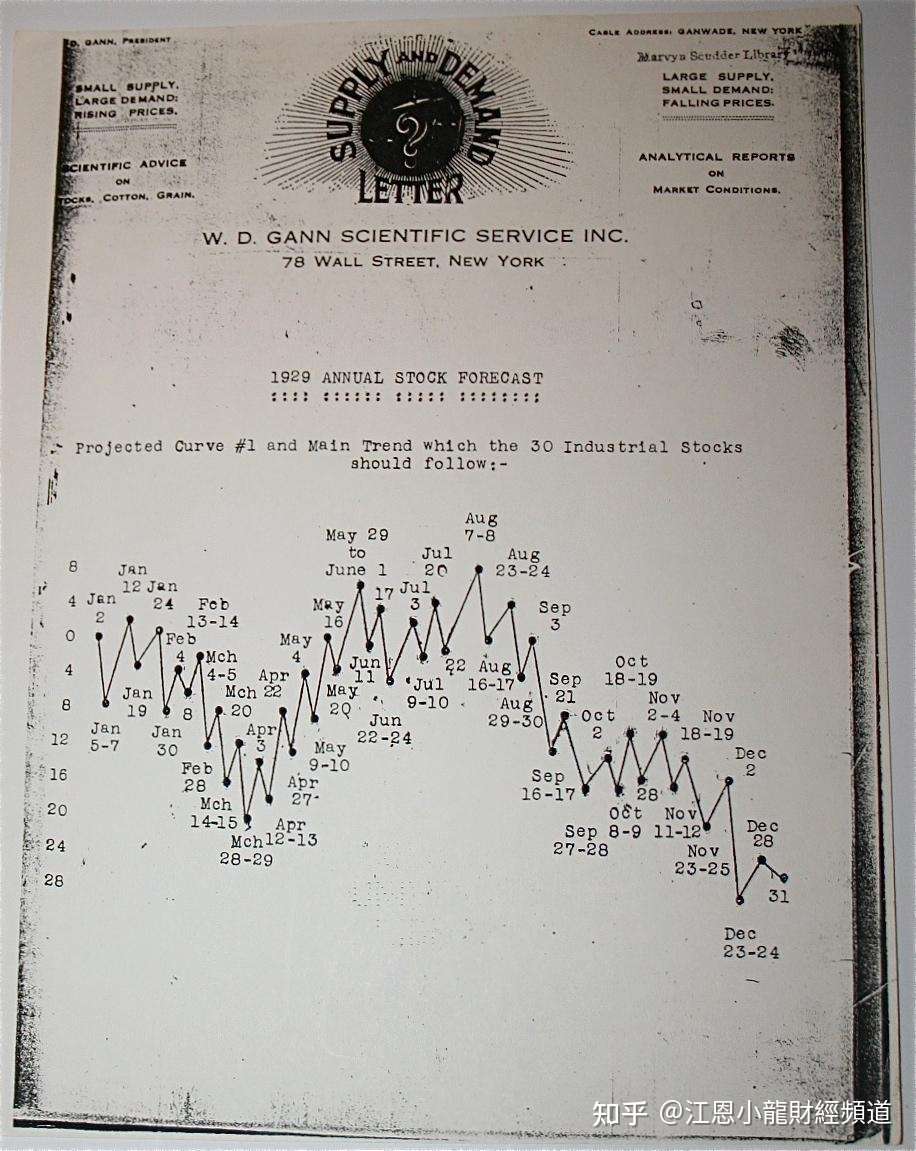 D. GANN, PRESIDENT
CABLE ADDRESS: GANWADE, NEW YORK
Marvyn Scudder Library
SMALL SUPPLY,
LARGE DEMAND:
RISING PRICES.
SUPPLY AND DEMAND
?
LETTER
LARGE SUPPLY,
SMALL DEMAND:
FALLING PRICES.
SCIENTIFIC ADVICE
ON
COTTON, GRAIN.
ANALYTICAL REPORTS
ON
MARKET CONDITIONS.
W. D. GANN SCIENTIFIC SERVICE INC.
78 WALL STREET, NEW YORK
1929 ANNUAL STOCK FORECAST
Projected Curve #1 and Main Trend which the 30 Industrial Stocks
should follow:-
8
4
0
4
8
12
16
20
24
28
Jan
2
Jan
5-7
Jan
12
Jan
19
Jan
24
Jan
30
Feb
4
8
Feb
13-14
Feb
28
Mch
4-5
Mch
14-15
Mch
20
Mch
28-29
Apr
3
Apr
12-13
Apr
22
Apr
27-
May
4
May
9-10
May
16
May
20
May 29
to
June 1
Jun
11
17
Jun
22-24
Jul
3
Jul
9-10
Jul
20
22
Aug
7-8
Aug
16-17
Aug
23-24
Aug
29-30
Sep
3
Sep
16-17
Sep
21
Sep
27-28
Oct
2
Oct
8-9
Oct
18-19
28
Nov
2-4
Nov
11-12
Nov
18-19
Nov
23-25
Dec
2
Dec
23-24
Dec
28
31
知乎 @江恩小龍財經頻道